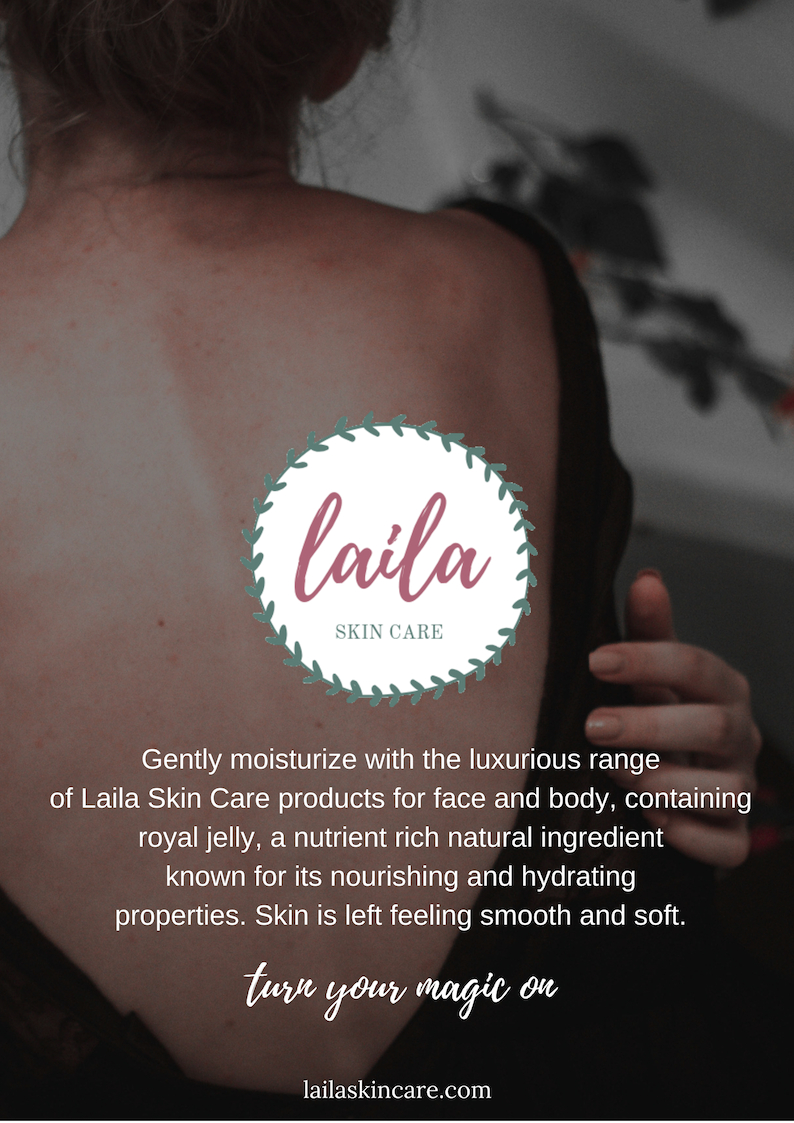 laila
SKIN CARE
Gently moisturize with the luxurious range
of Laila Skin Care products for face and body, containing
royal jelly, a nutrient rich natural ingredient
known for its nourishing and hydrating
properties. Skin is left feeling smooth and soft.
turn your magic on
lailaskincare.com